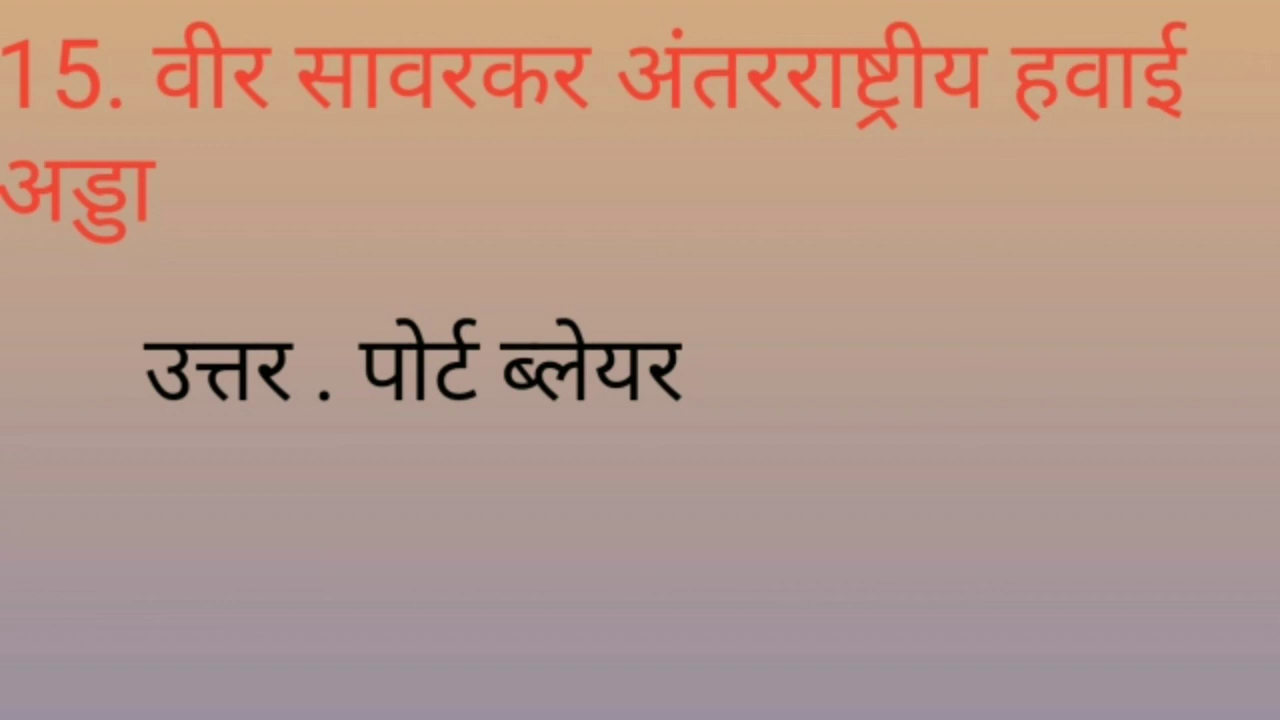 15. वीर सावरकर अंतरराष्ट्रीय हवाई
अड्डा
उत्तर . पोर्ट ब्लेयर